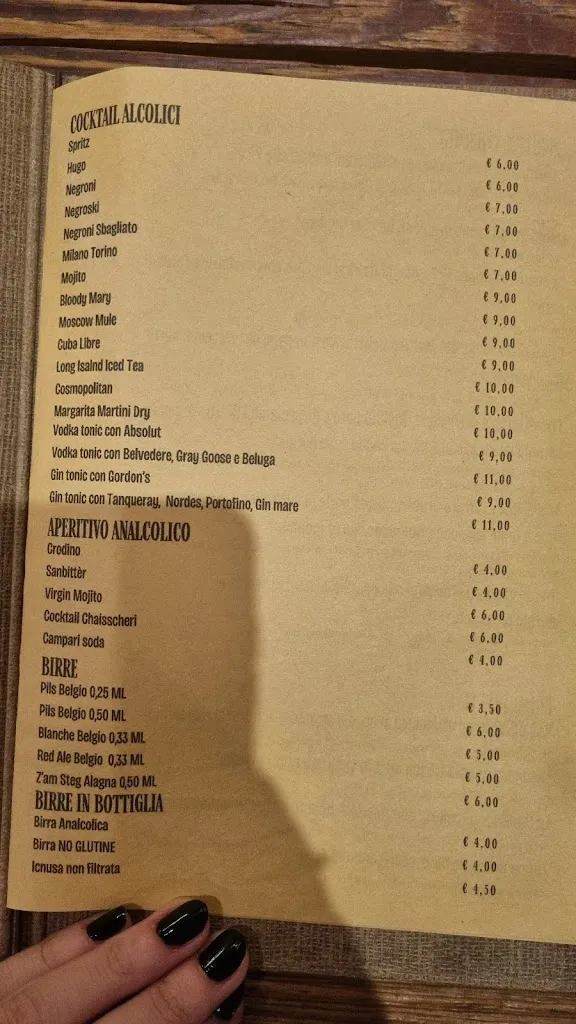 COCKTAIL ALCOLICI
Spritz € 6,00
Hugo € 6,00
Negroni € 7,00
Negroski € 7,00
Negroni Sbagliato € 7,00
Milano Torino € 7,00
Mojito € 9,00
Bloody Mary € 9,00
Moscow Mule € 9,00
Cuba Libre € 9,00
Long Isalnd Iced Tea € 10,00
Cosmopolitan € 10,00
Margarita Martini Dry € 10,00
Vodka tonic con Absolut € 9,00
Vodka tonic con Belvedere, Gray Goose e Beluga € 11,00
Gin tonic con Gordon's € 9,00
Gin tonic con Tanqueray, Nordes, Portofino, Gin mare € 11,00
APERITIVO ANALCOLICO
Crodino € 4,00
Sanbittèr € 4,00
Virgin Mojito € 6,00
Cocktail Chaisscheri € 6,00
Campari soda € 4,00
BIRRE
Pils Belgio 0,25 ML € 3,50
Pils Belgio 0,50 ML € 6,00
Blanche Belgio 0,33 ML € 5,00
Red Ale Belgio 0,33 ML € 5,00
Z'am Steg Alagna 0,50 ML € 6,00
BIRRE IN BOTTIGLIA
Birra Analcolica € 4,00
Birra NO GLUTINE € 4,00
Icnusa non filtrata € 4,50